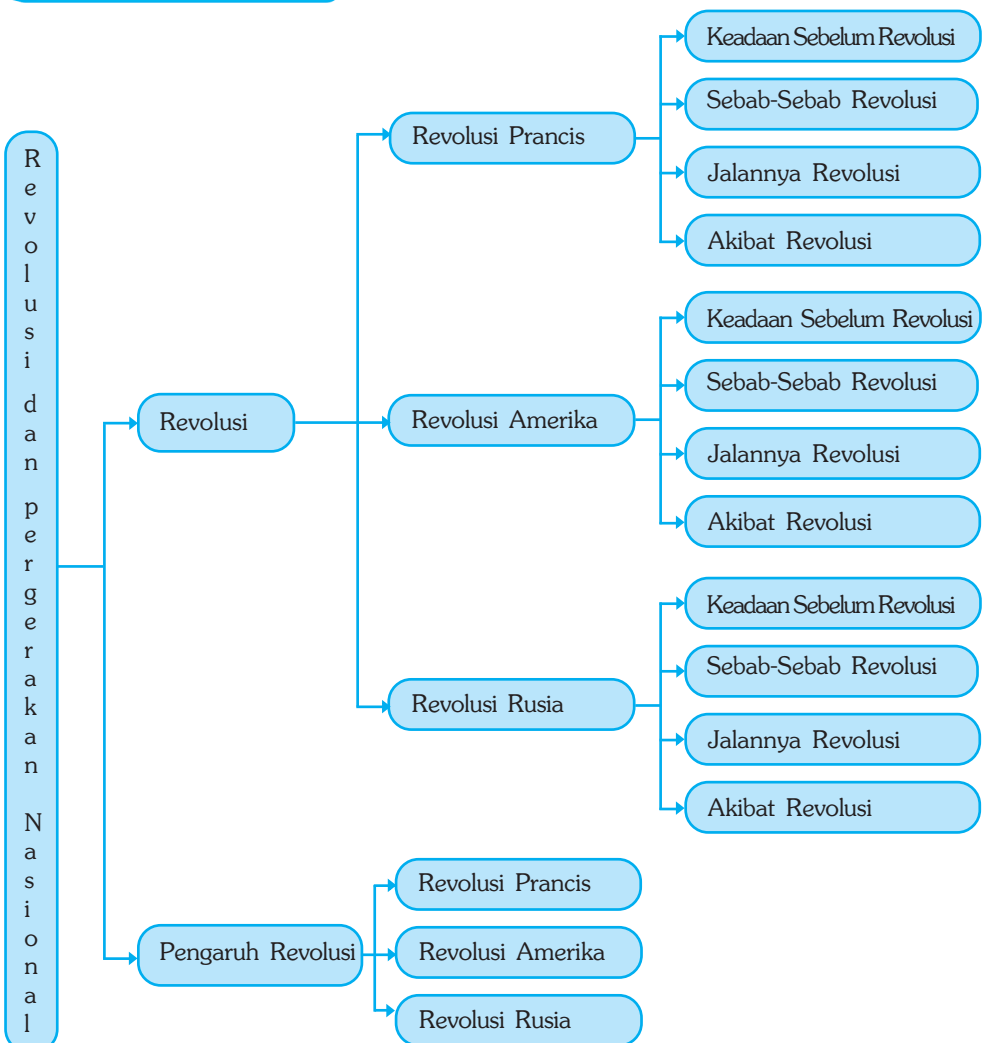 Revolusi dan pergerakan Nasional
Revolusi
Revolusi Prancis
Keadaan Sebelum Revolusi
Sebab-Sebab Revolusi
Jalannya Revolusi
Akibat Revolusi
Revolusi Amerika
Keadaan Sebelum Revolusi
Sebab-Sebab Revolusi
Jalannya Revolusi
Akibat Revolusi
Revolusi Rusia
Keadaan Sebelum Revolusi
Sebab-Sebab Revolusi
Jalannya Revolusi
Akibat Revolusi
Pengaruh Revolusi
Revolusi Prancis
Revolusi Amerika
Revolusi Rusia